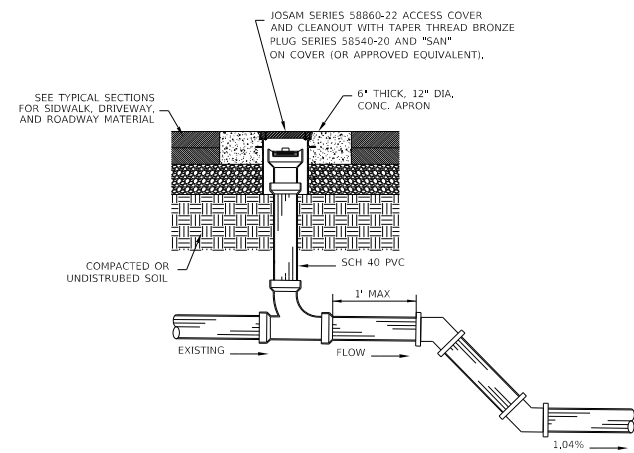 JOSAM SERIES 58860-22 ACCESS COVER
AND CLEANOUT WITH TAPER THREAD BRONZE
PLUG SERIES 58540-20 AND "SAN"
ON COVER (OR APPROVED EQUIVALENT).
6" THICK, 12" DIA.
CONC. APRON
SEE TYPICAL SECTIONS
FOR SIDWALK, DRIVEWAY,
AND ROADWAY MATERIAL
COMPACTED OR
UNDISTRUBED SOIL
SCH 40 PVC
1' MAX
EXISTING
FLOW
1.04%